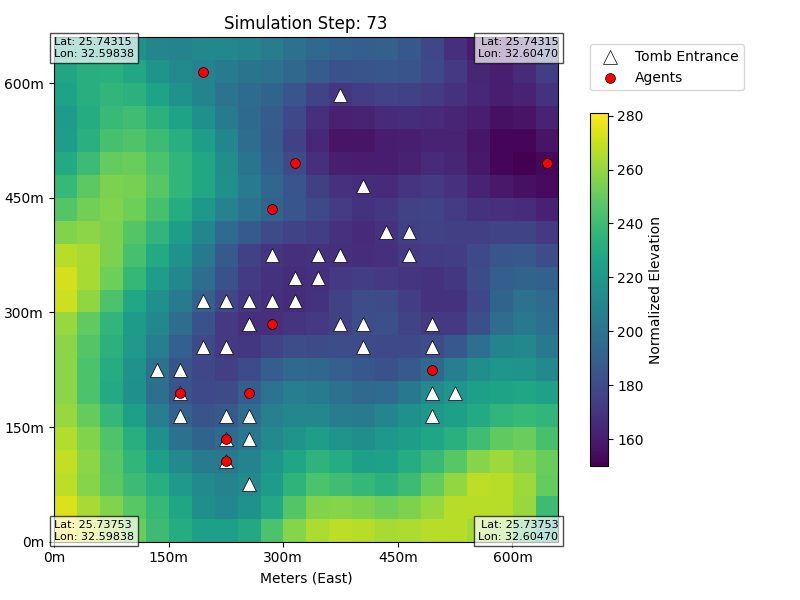 Simulation Step: 73
Lat: 25.74315
Lon: 32.59838
Lat: 25.74315
Lon: 32.60470
Tomb Entrance
Agents
600m
450m
300m
150m
0m
Lat: 25.73753
Lon: 32.59838
Lat: 25.73753
Lon: 32.60470
0m
150m
300m
450m
600m
Meters (East)
280
260
240
220
200
180
160
Normalized Elevation